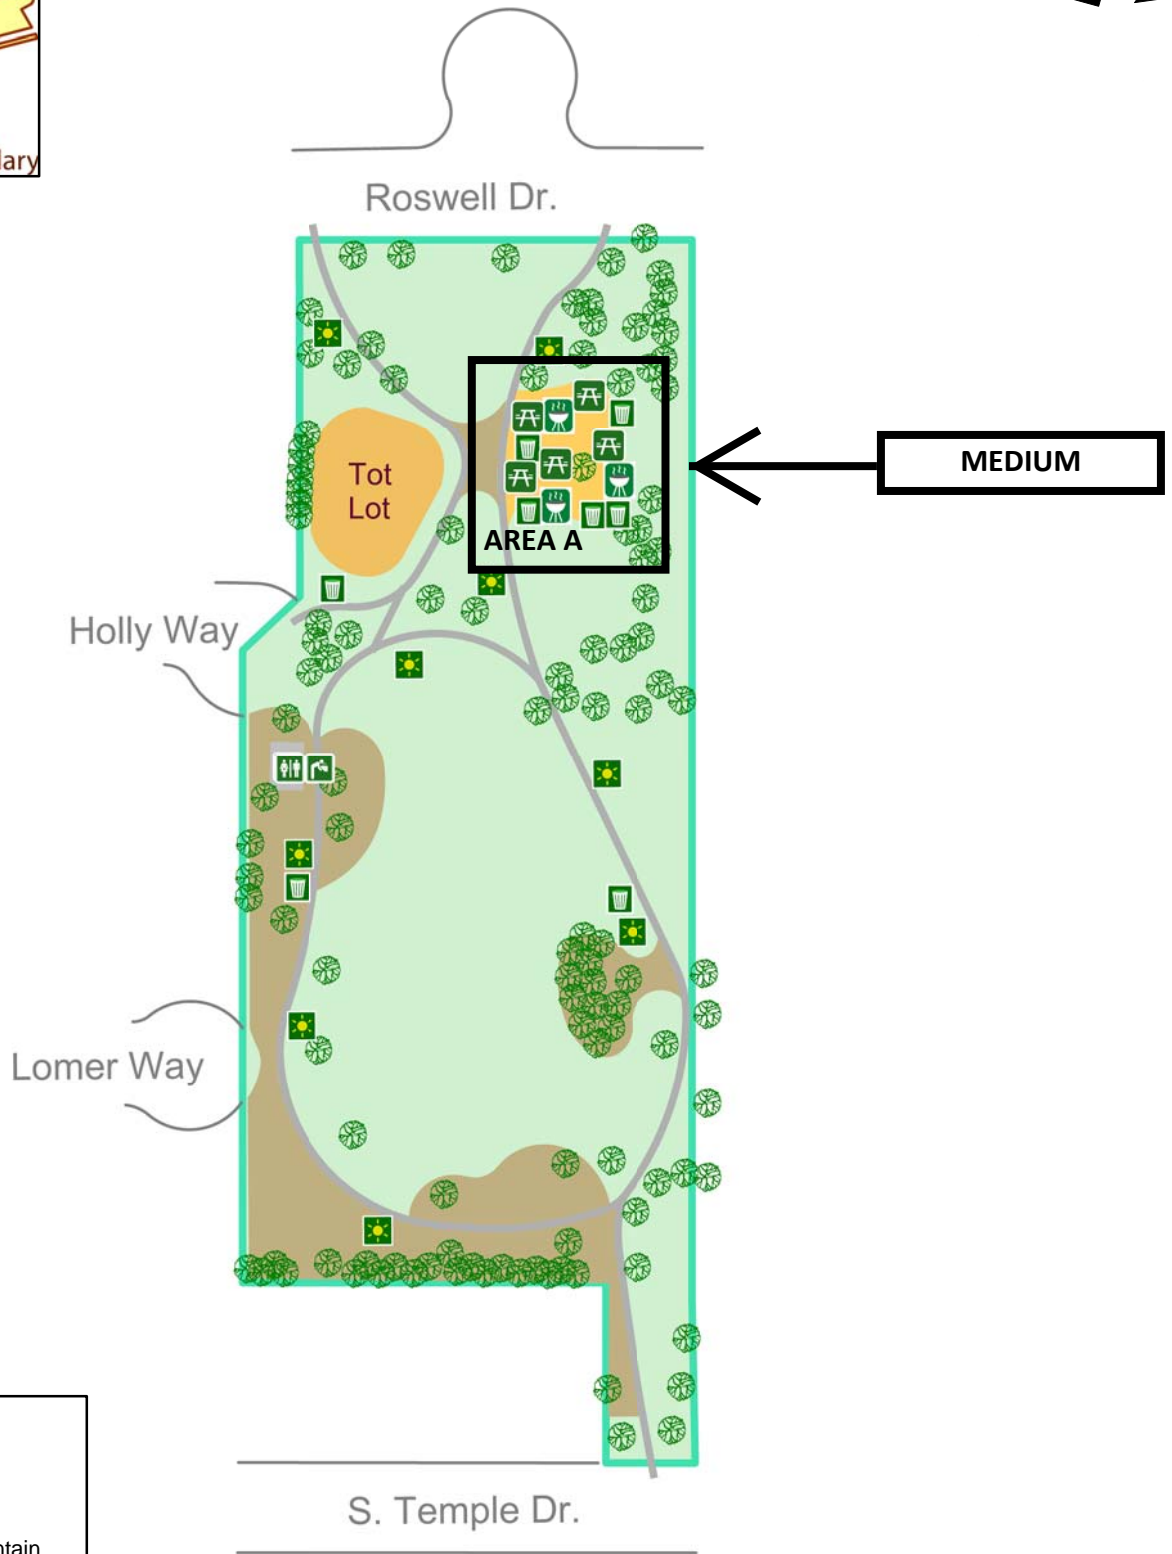 Roswell Dr.
MEDIUM
Tot
Lot
AREA A
Holly Way
Lomer Way
S. Temple Dr.